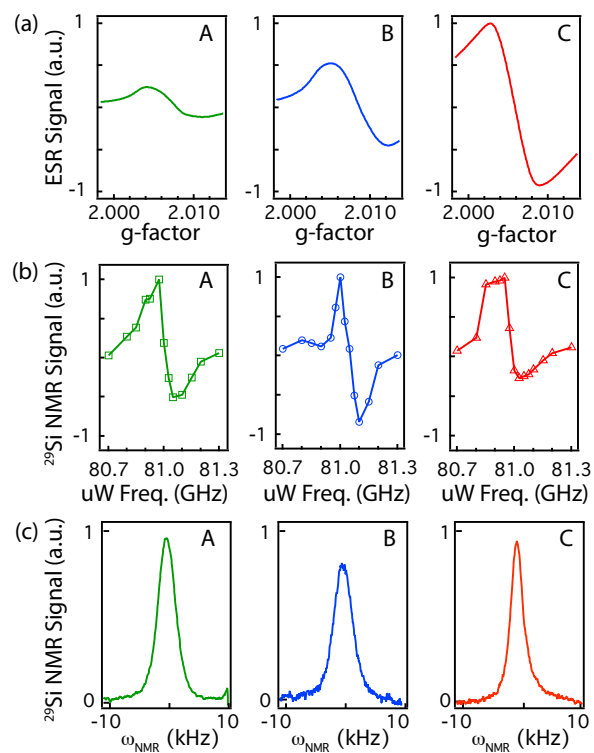 (a)
ESR Signal (a.u.)
1
-1
A
B
C
2.000 2.010
2.000 2.010
2.000 2.010
g-factor
g-factor
g-factor
(b)
²⁹Si NMR Signal (a.u.)
1
-1
A
1
-1
B
1
-1
C
80.7 81.0 81.3
80.7 81.0 81.3
80.7 81.0 81.3
uW Freq. (GHz)
uW Freq. (GHz)
uW Freq. (GHz)
(c)
²⁹Si NMR Signal (a.u.)
1
0
A
1
0
B
1
0
C
-10 10
-10 10
-10 10
ωNMR (kHz)
ωNMR (kHz)
ωNMR (kHz)